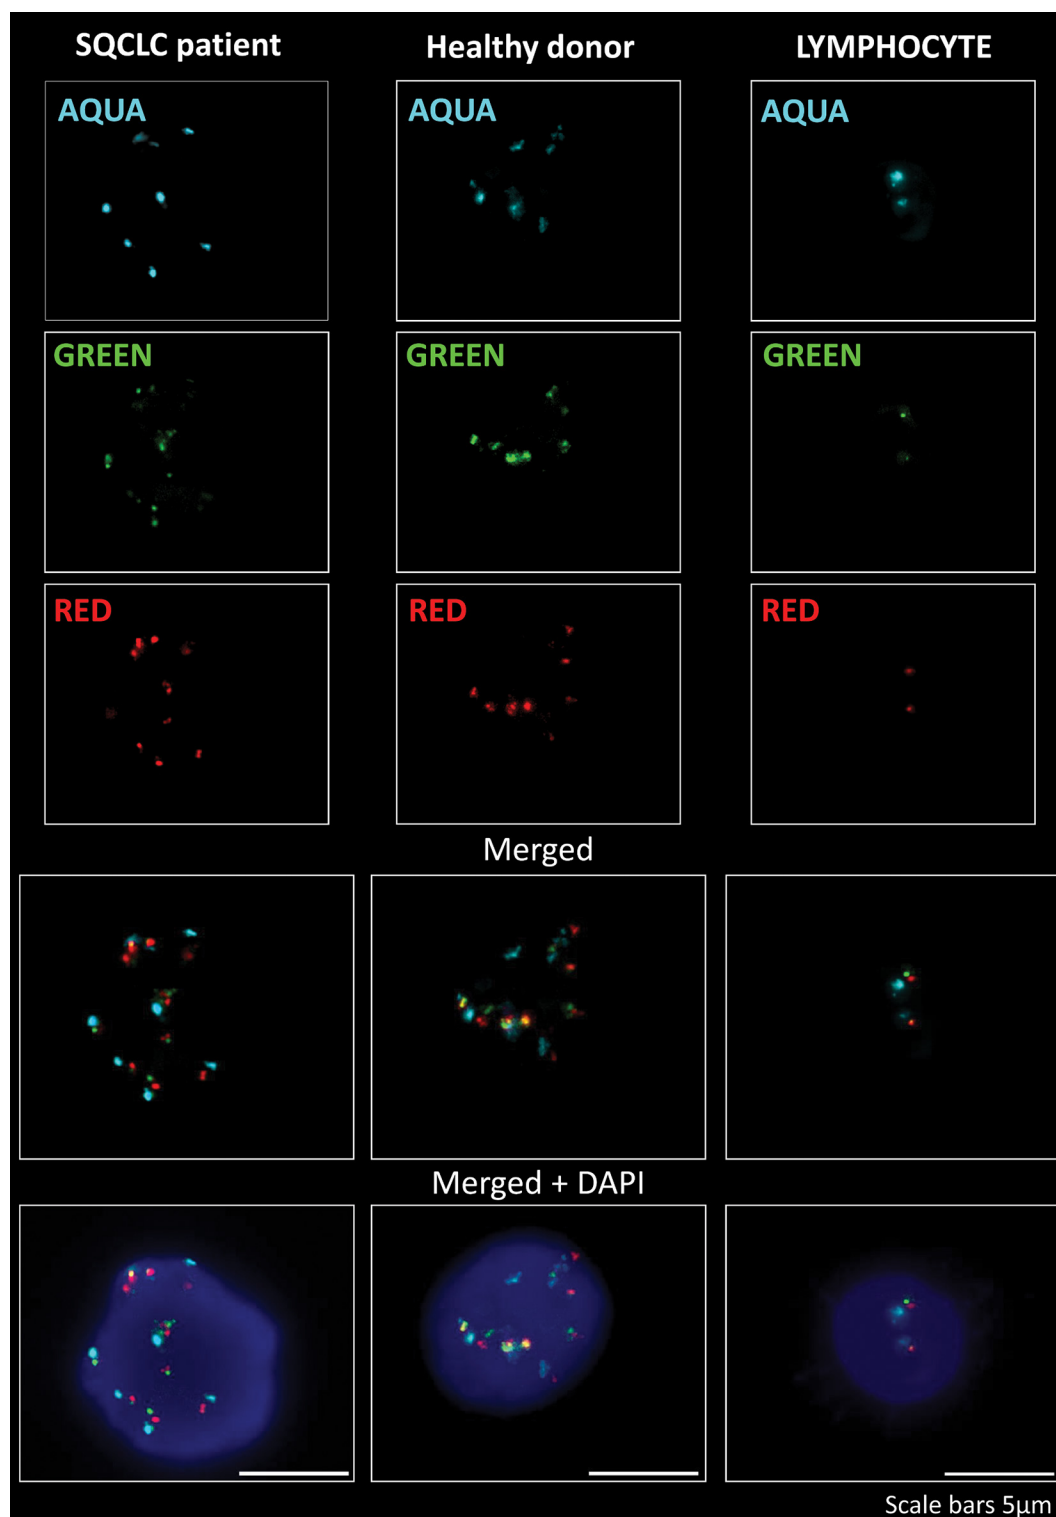 SQCLC patient
Healthy donor
LYMPHOCYTE
AQUA
AQUA
AQUA
GREEN
GREEN
GREEN
RED
RED
RED
Merged
Merged + DAPI
Scale bars 5µm